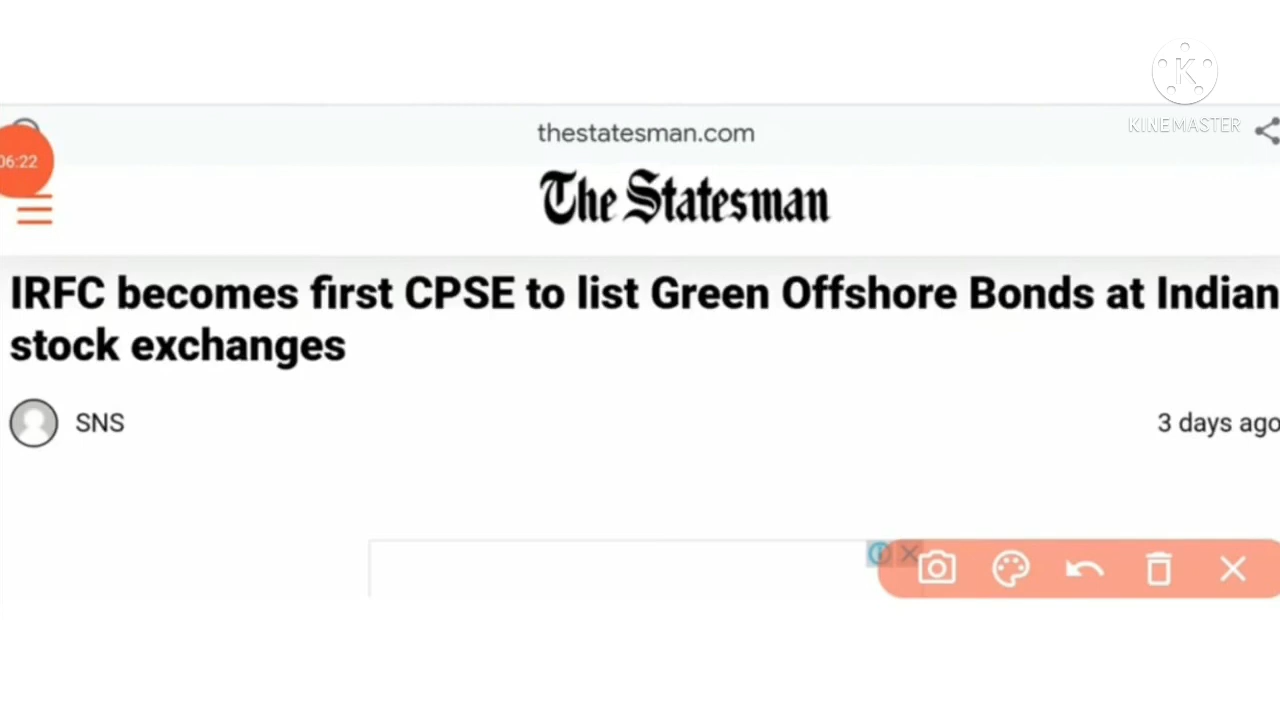 KINEMASTER
thestatesman.com
06:22
The Statesman
IRFC becomes first CPSE to list Green Offshore Bonds at Indian
stock exchanges
SNS
3 days ago